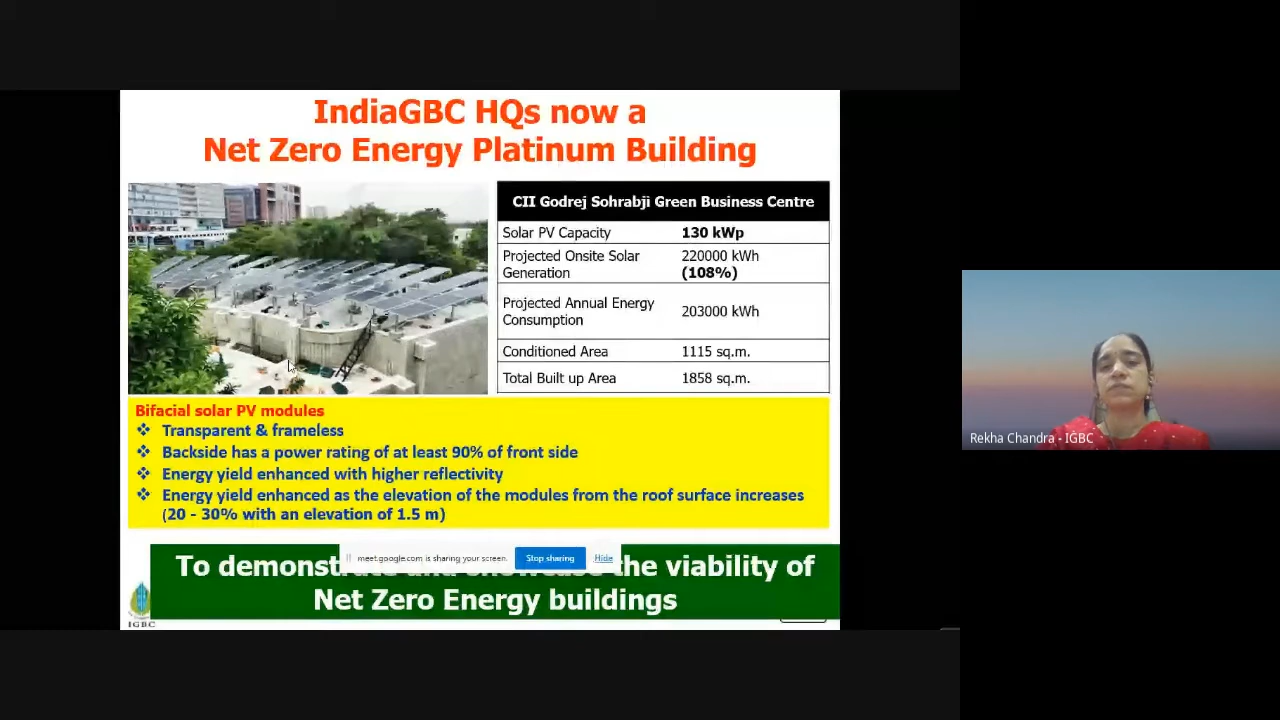 IndiaGBC HQs now a
Net Zero Energy Platinum Building
CII Godrej Sohrabji Green Business Centre
Solar PV Capacity 130 kWp
Projected Onsite Solar Generation 220000 kWh (108%)
Projected Annual Energy Consumption 203000 kWh
Conditioned Area 1115 sq.m.
Total Built up Area 1858 sq.m.
Bifacial solar PV modules
❖ Transparent & frameless
❖ Backside has a power rating of at least 90% of front side
❖ Energy yield enhanced with higher reflectivity
❖ Energy yield enhanced as the elevation of the modules from the roof surface increases
(20 - 30% with an elevation of 1.5 m)
meet.google.com is sharing your screen. Stop sharing Hide
To the viability of
Net Zero Energy buildings
IGBC
Rekha Chandra - IGBC